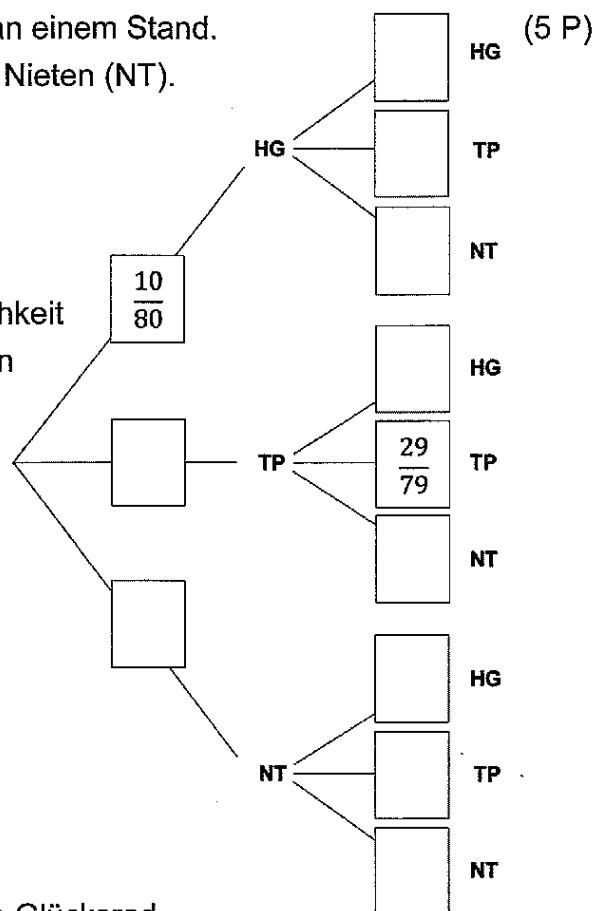 an einem Stand. (5 P)
Nieten (NT).
HG
TP
NT
HG
10
80
hkeit
n
HG
TP
29
79
TP
NT
HG
NT
TP
NT